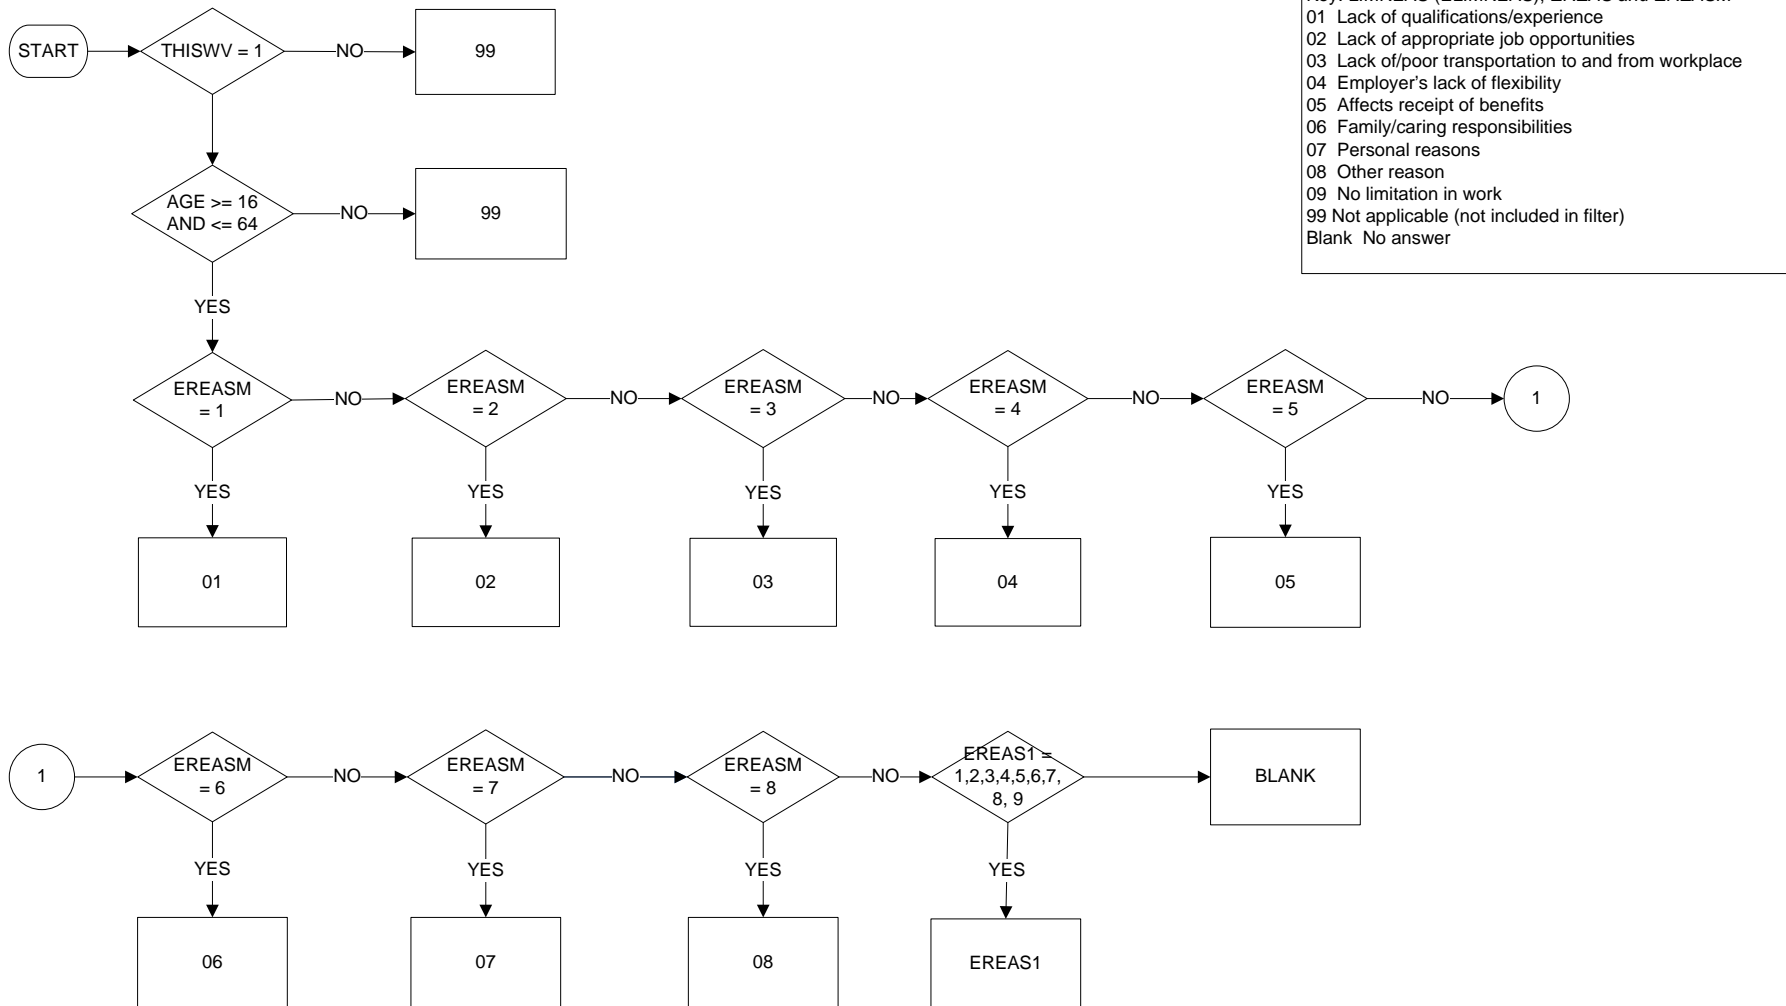 START
THISWV = 1
NO
99
01 Lack of qualifications/experience
02 Lack of appropriate job opportunities
03 Lack of/poor transportation to and from workplace
04 Employer's lack of flexibility
05 Affects receipt of benefits
06 Family/caring responsibilities
07 Personal reasons
08 Other reason
09 No limitation in work
99 Not applicable (not included in filter)
Blank No answer
AGE >= 16
AND <= 64
NO
99
YES
EREASM
= 1
NO
EREASM
= 2
NO
EREASM
= 3
NO
EREASM
= 4
NO
EREASM
= 5
NO
1
YES
YES
YES
YES
YES
01
02
03
04
05
1
EREASM
= 6
NO
EREASM
= 7
NO
EREASM
= 8
NO
EREAS1 =
1,2,3,4,5,6,7,
8, 9
BLANK
YES
YES
YES
YES
06
07
08
EREAS1